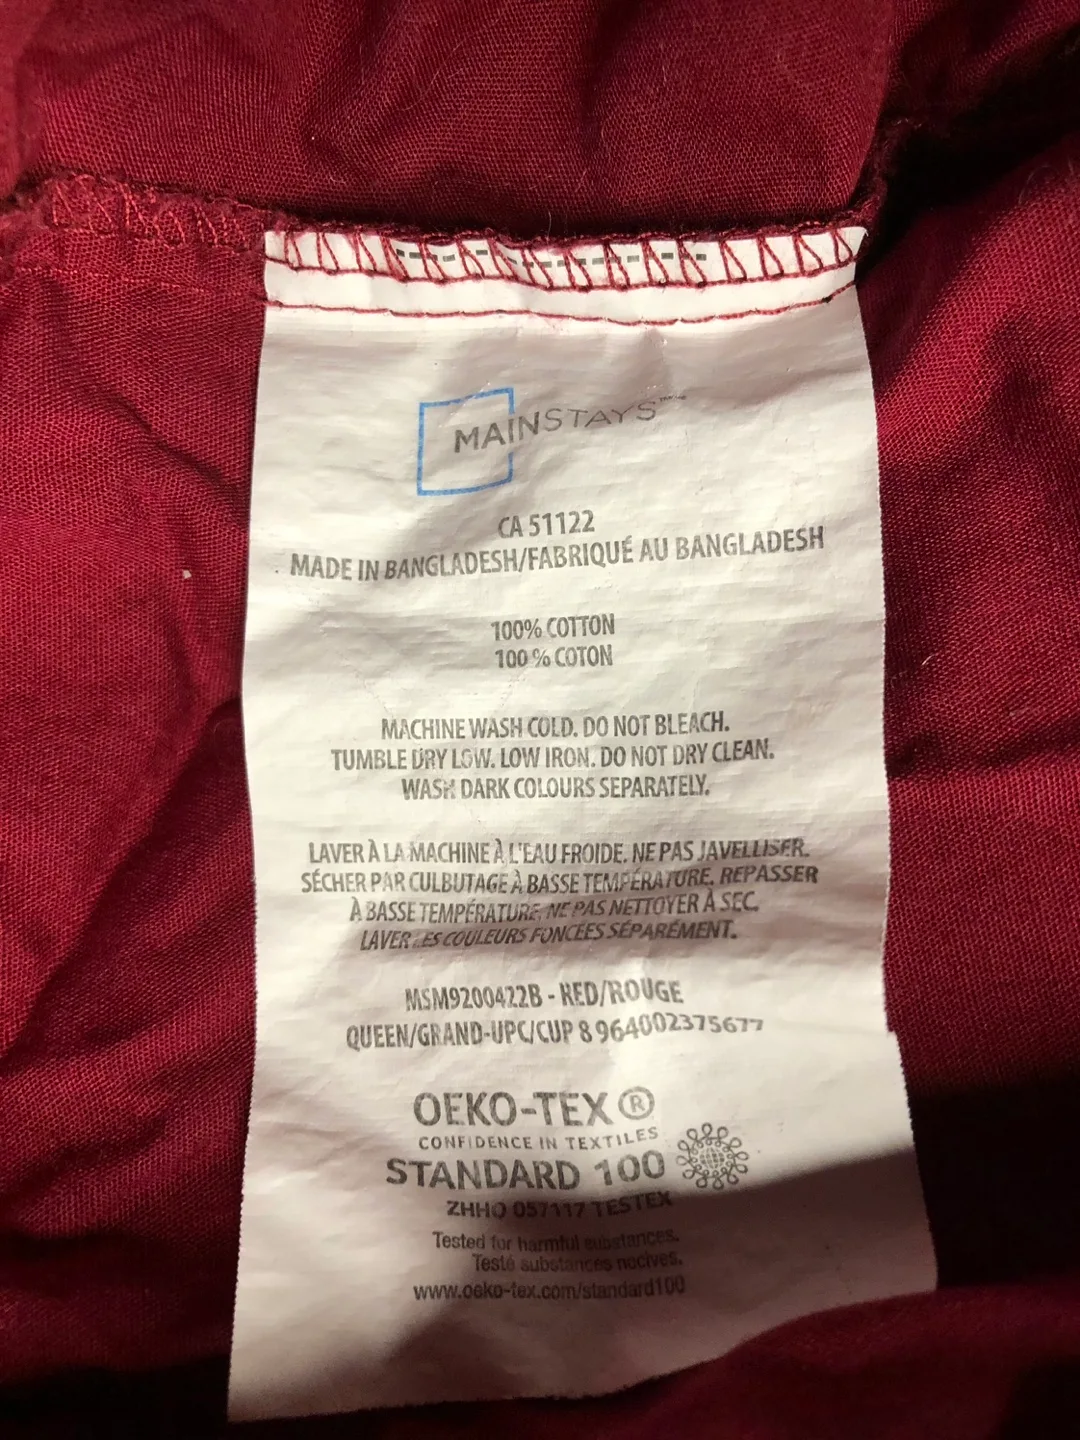 MAINSTAYS™
CA 51122
MADE IN BANGLADESH/FABRIQUÉ AU BANGLADESH
100% COTTON
100 % COTON
MACHINE WASH COLD. DO NOT BLEACH.
TUMBLE DRY LOW. LOW IRON. DO NOT DRY CLEAN.
WASH DARK COLOURS SEPARATELY.
LAVER À LA MACHINE À L'EAU FROIDE. NE PAS JAVELLISER.
SÉCHER PAR CULBUTAGE À BASSE TEMPÉRATURE. REPASSER
À BASSE TEMPÉRATURE. NE PAS NETTOYER À SEC.
LAVER LES COULEURS FONCÉES SÉPARÉMENT.
MSM9200422B - RED/ROUGE
QUEEN/GRAND-UPC/CUP 8 964002375677
OEKO-TEX®
CONFIDENCE IN TEXTILES
STANDARD 100
ZHHO 057117 TESTEX
Tested for harmful substances.
Testé substances nocives.
www.oeko-tex.com/standard100